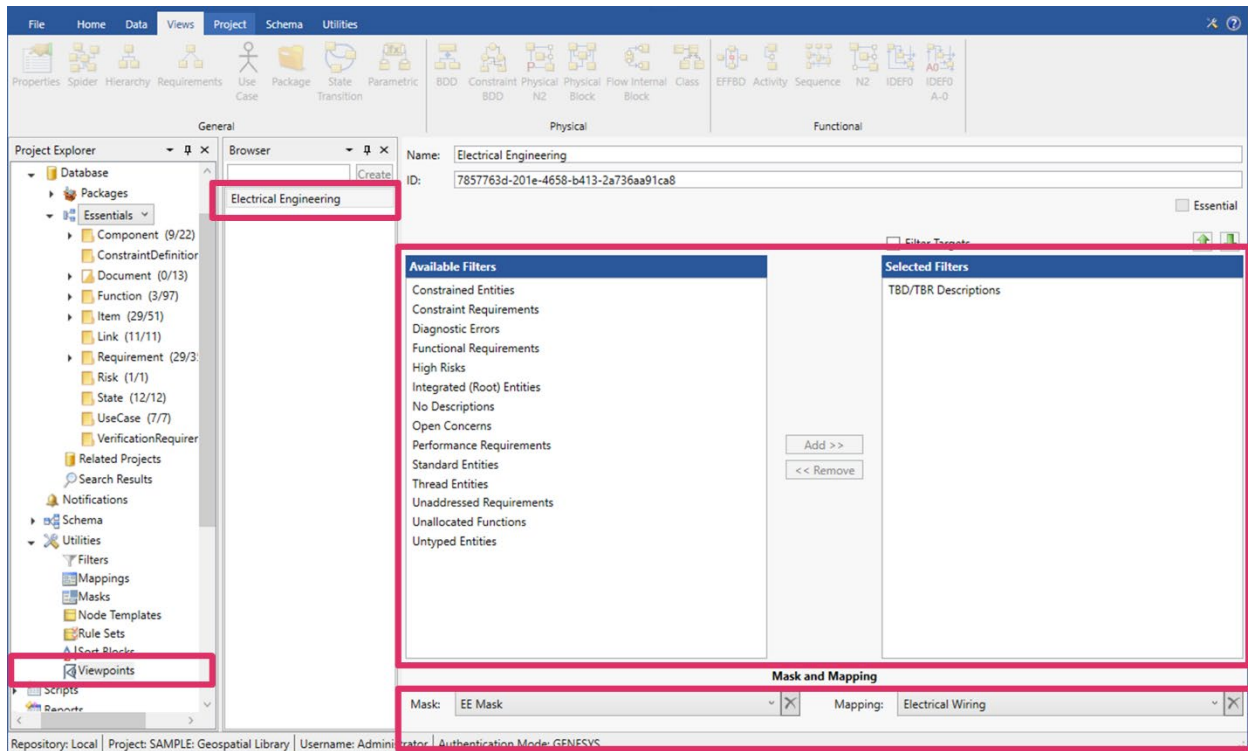 File Home Data Views Project Schema Utilities
Properties Spider Hierarchy Requirements Use Case Package State Transition Parametric BDD Constraint BDD Physical N2 Physical Block Flow Internal Block Class EFFBD Activity Sequence N2 IDEF0 IDEF0 A-0
General Physical Functional
Project Explorer
Database
Packages
Essentials
Component (9/22)
ConstraintDefinition
Document (0/13)
Function (3/97)
Item (29/51)
Link (11/11)
Requirement (29/3
Risk (1/1)
State (12/12)
UseCase (7/7)
VerificationRequirer
Related Projects
Search Results
Notifications
Schema
Utilities
Filters
Mappings
Masks
Node Templates
Rule Sets
Sort Blocks
Viewpoints
Scripts
Reports
Browser
Create
Electrical Engineering
Name: Electrical Engineering
ID: 7857763d-201e-4658-b413-2a736aa91ca8
Essential
Filter Targets
Available Filters
Constrained Entities
Constraint Requirements
Diagnostic Errors
Functional Requirements
High Risks
Integrated (Root) Entities
No Descriptions
Open Concerns
Performance Requirements
Standard Entities
Thread Entities
Unaddressed Requirements
Unallocated Functions
Untyped Entities
Add >>
<< Remove
Selected Filters
TBD/TBR Descriptions
Mask and Mapping
Mask: EE Mask Mapping: Electrical Wiring
Repository: Local Project: SAMPLE: Geospatial Library Username: Administrator Authentication Mode: GENESYS